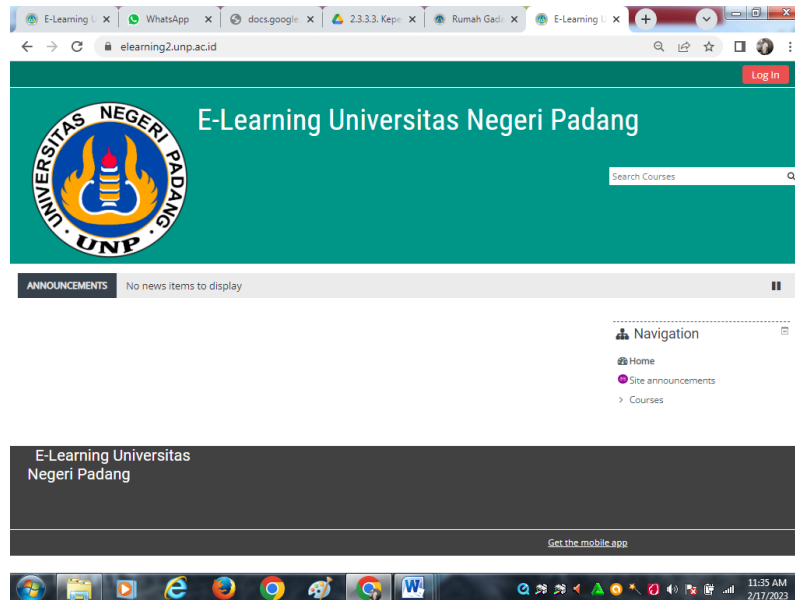 E-Learning U
WhatsApp
docs.google.
2.3.3.3. Kepe
Rumah Gada
E-Learning U
elearning2.unp.ac.id
Log In
UNIVERSITAS NEGERI PADANG
UNP
E-Learning Universitas Negeri Padang
Search Courses
ANNOUNCEMENTS No news items to display
Navigation
Home
Site announcements
Courses
E-Learning Universitas
Negeri Padang
Get the mobile app
11:35 AM
2/17/2023